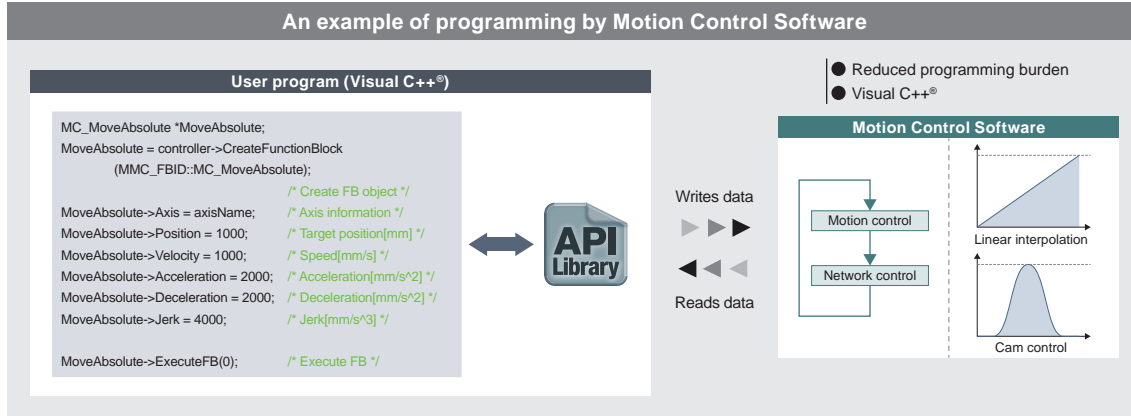 An example of programming by Motion Control Software
User program (Visual C++®)
MC_MoveAbsolute *MoveAbsolute;
MoveAbsolute = controller->CreateFunctionBlock
(MMC_FBID::MC_MoveAbsolute);
/* Create FB object */
MoveAbsolute->Axis = axisName; /* Axis information */
MoveAbsolute->Position = 1000; /* Target position[mm] */
MoveAbsolute->Velocity = 1000; /* Speed[mm/s] */
MoveAbsolute->Acceleration = 2000; /* Acceleration[mm/s^2] */
MoveAbsolute->Deceleration = 2000; /* Deceleration[mm/s^2] */
MoveAbsolute->Jerk = 4000; /* Jerk[mm/s^3] */
MoveAbsolute->ExecuteFB(0); /* Execute FB */
API
Library
Writes data
Reads data
● Reduced programming burden
● Visual C++®
Motion Control Software
Motion control
Network control
Linear interpolation
Cam control